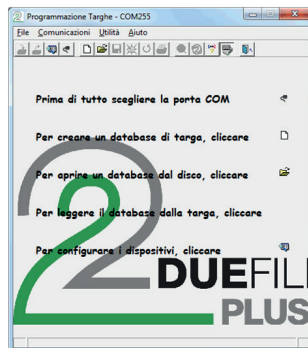 Programmazione Targhe - COM255
File Comunicazioni Utilità Aiuto
Prima di tutto scegliere la porta COM
Per creare un database di targa, cliccare
Per aprire un database dal disco, cliccare
Per leggere il database dalla targa, cliccare
Per configurare i dispositivi, cliccare
2
DUEFILI
PLUS